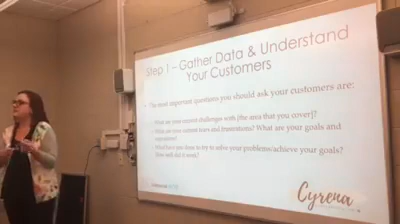 Step 1 – Gather Data & Understand
Your Customers
The most important questions you should ask your customers are:
What are your current challenges with [the area that you cover]?
What are your current fears and frustrations? What are your goals and
What have you done to try to solve your problems/achieve your goals?
How well did it work?
Cyrena